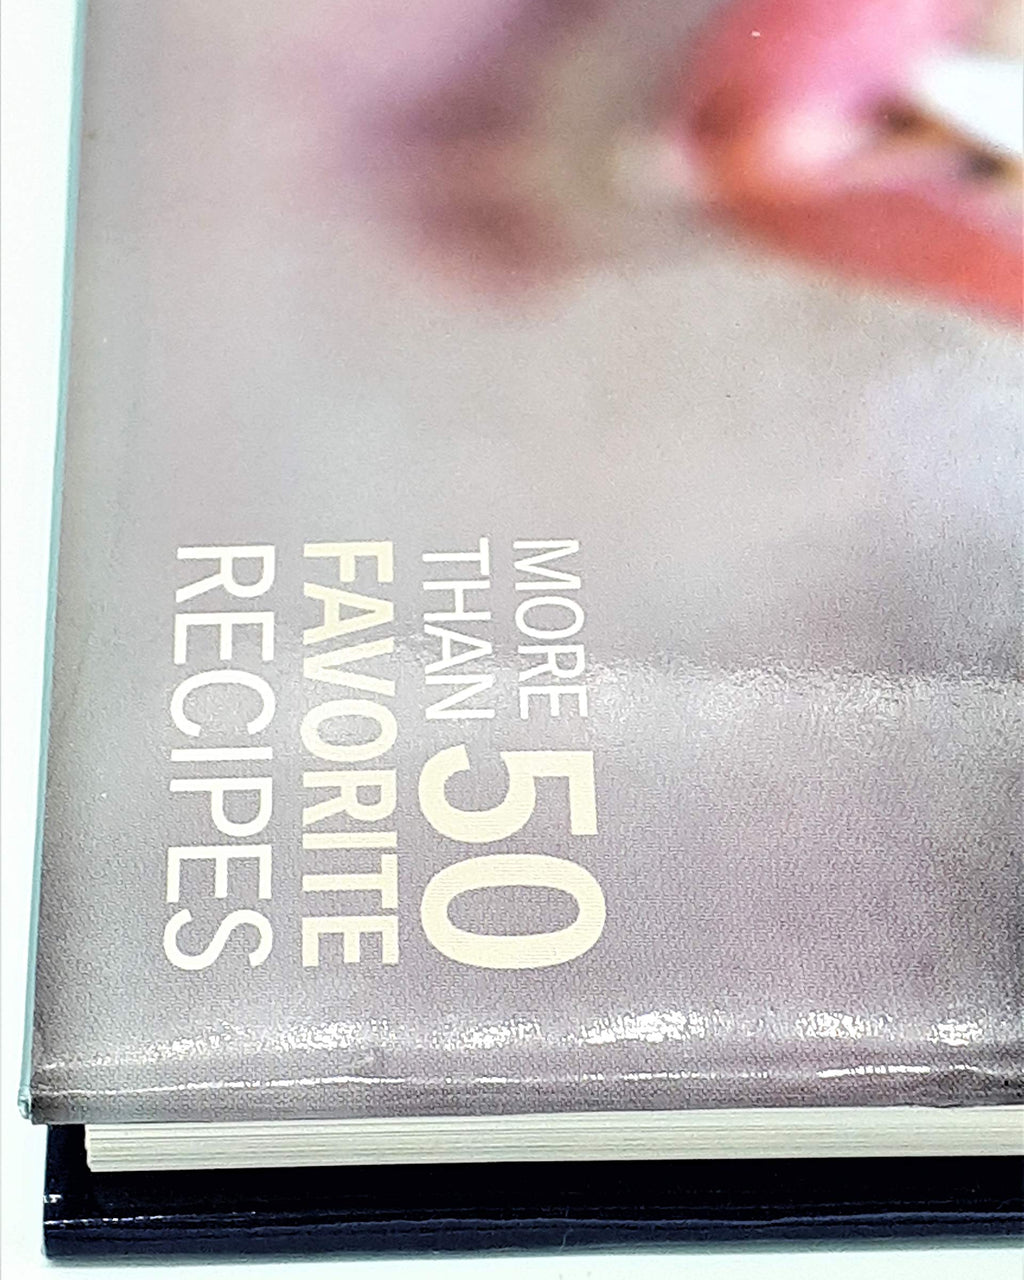 MORE
THAN 50
FAVORITE
RECIPES